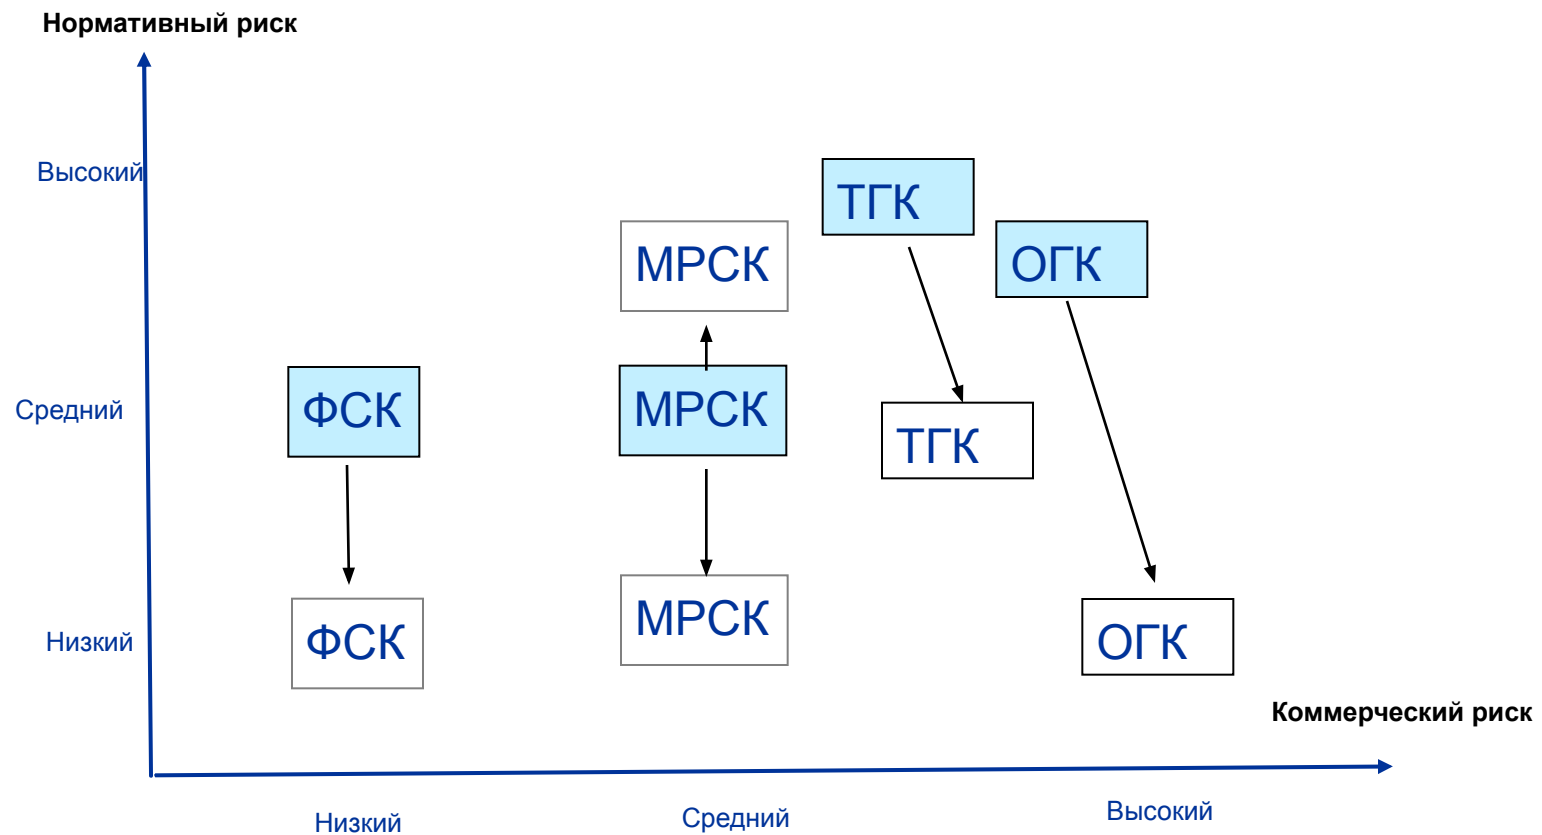 Нормативный риск
Высокий
ТГК
МРСК
ОГК
Средний
ФСК
МРСК
ТГК
Низкий
ФСК
МРСК
ОГК
Коммерческий риск
Низкий
Средний
Высокий